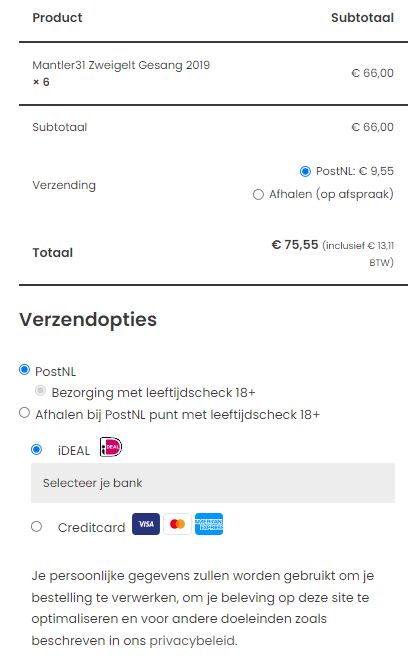 Product Subtotaal
Mantler31 Zweigelt Gesang 2019
× 6
€ 66,00
Subtotaal € 66,00
Verzending
PostNL: € 9,55
Afhalen (op afspraak)
Totaal
€ 75,55 (inclusief € 13,11
BTW)
Verzendopties
PostNL
Bezorging met leeftijdscheck 18+
Afhalen bij PostNL punt met leeftijdscheck 18+
iDEAL iDEAL
Selecteer je bank
Creditcard VISA AMERICAN EXPRESS
Je persoonlijke gegevens zullen worden gebruikt om je
bestelling te verwerken, om je beleving op deze site te
optimaliseren en voor andere doeleinden zoals
beschreven in ons privacybeleid.